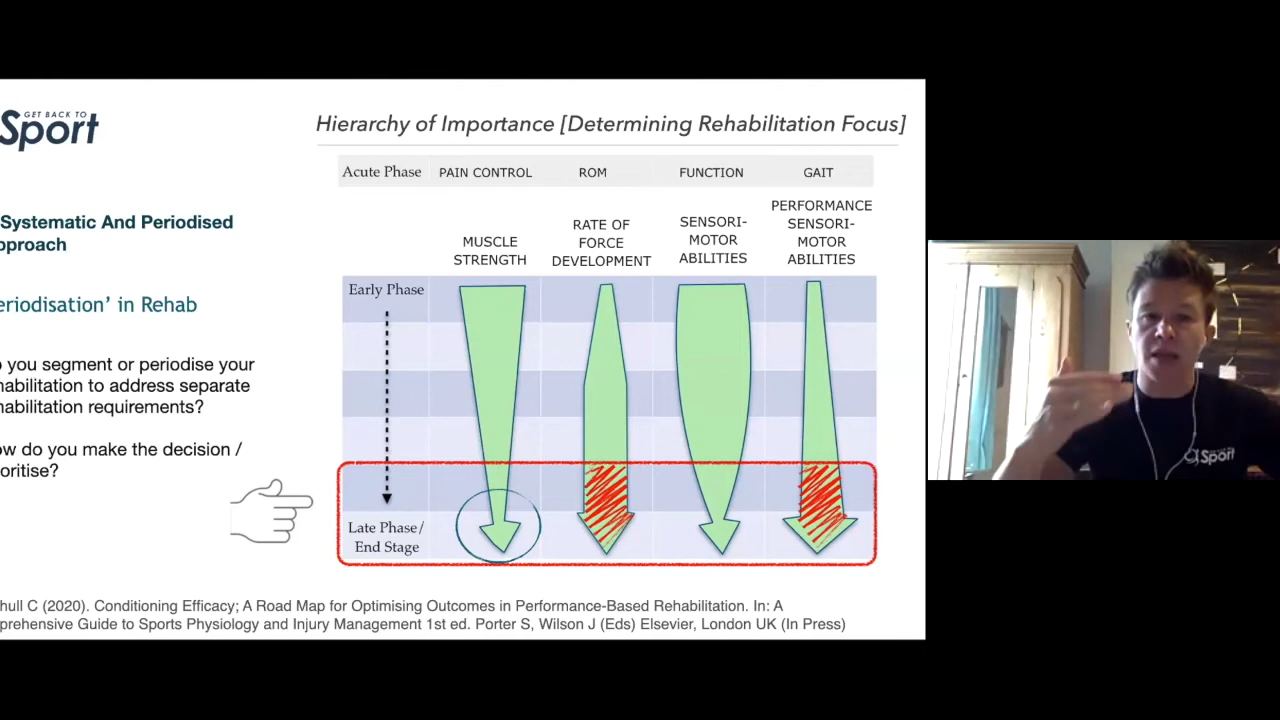 GET BACK TO
Sport
Hierarchy of Importance [Determining Rehabilitation Focus]
Systematic And Periodised
pproach
eriodisation’ in Rehab
you segment or periodise your
habilitation to address separate
habilitation requirements?
ow do you make the decision /
oritise?
Acute Phase PAIN CONTROL ROM FUNCTION GAIT
MUSCLE
STRENGTH
RATE OF
FORCE
DEVELOPMENT
SENSORI-
MOTOR
ABILITIES
PERFORMANCE
SENSORI-
MOTOR
ABILITIES
Early Phase
Late Phase/
End Stage
hull C (2020). Conditioning Efficacy; A Road Map for Optimising Outcomes in Performance-Based Rehabilitation. In: A
prehensive Guide to Sports Physiology and Injury Management 1st ed. Porter S, Wilson J (Eds) Elsevier, London UK (In Press)
Sport